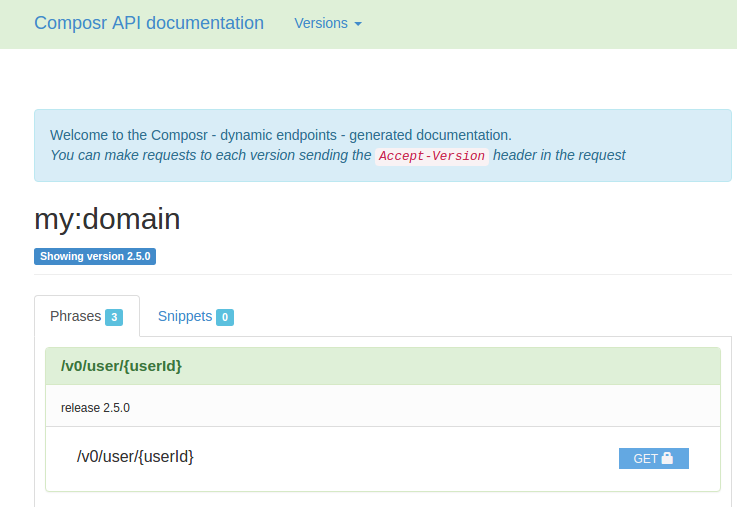 Composr API documentation Versions
Welcome to the Composr - dynamic endpoints - generated documentation.
You can make requests to each version sending the Accept-Version header in the request
my:domain
Showing version 2.5.0
Phrases 3 Snippets 0
/v0/user/{userId}
release 2.5.0
/v0/user/{userId} GET